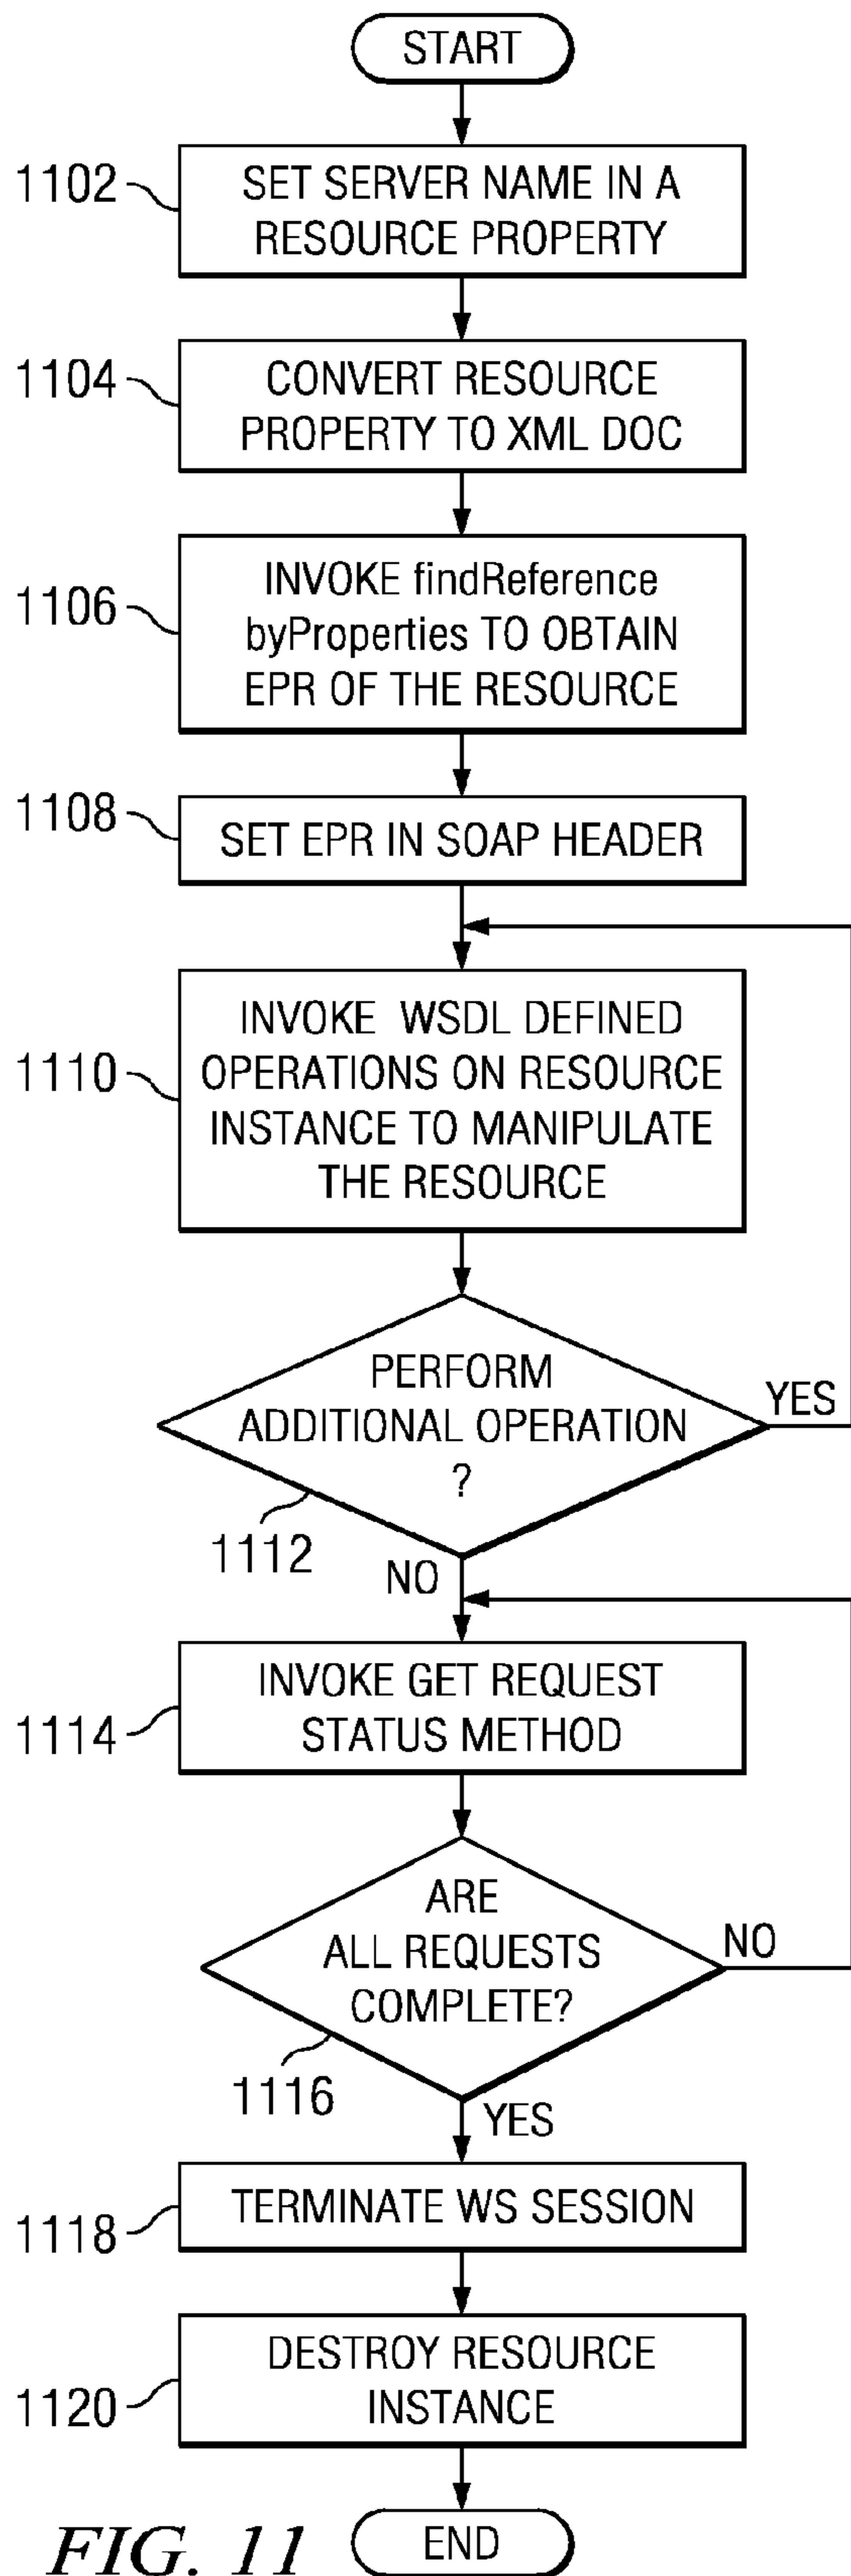 START
1102
SET SERVER NAME IN A
RESOURCE PROPERTY
1104
CONVERT RESOURCE
PROPERTY TO XML DOC
1106
INVOKE findReference
byProperties TO OBTAIN
EPR OF THE RESOURCE
1108
SET EPR IN SOAP HEADER
1110
INVOKE WSDL DEFINED
OPERATIONS ON RESOURCE
INSTANCE TO MANIPULATE
THE RESOURCE
PERFORM
ADDITIONAL OPERATION
?
YES
1112
NO
1114
INVOKE GET REQUEST
STATUS METHOD
ARE
ALL REQUESTS
COMPLETE?
NO
1116
YES
1118
TERMINATE WS SESSION
1120
DESTROY RESOURCE
INSTANCE
END
FIG. 11